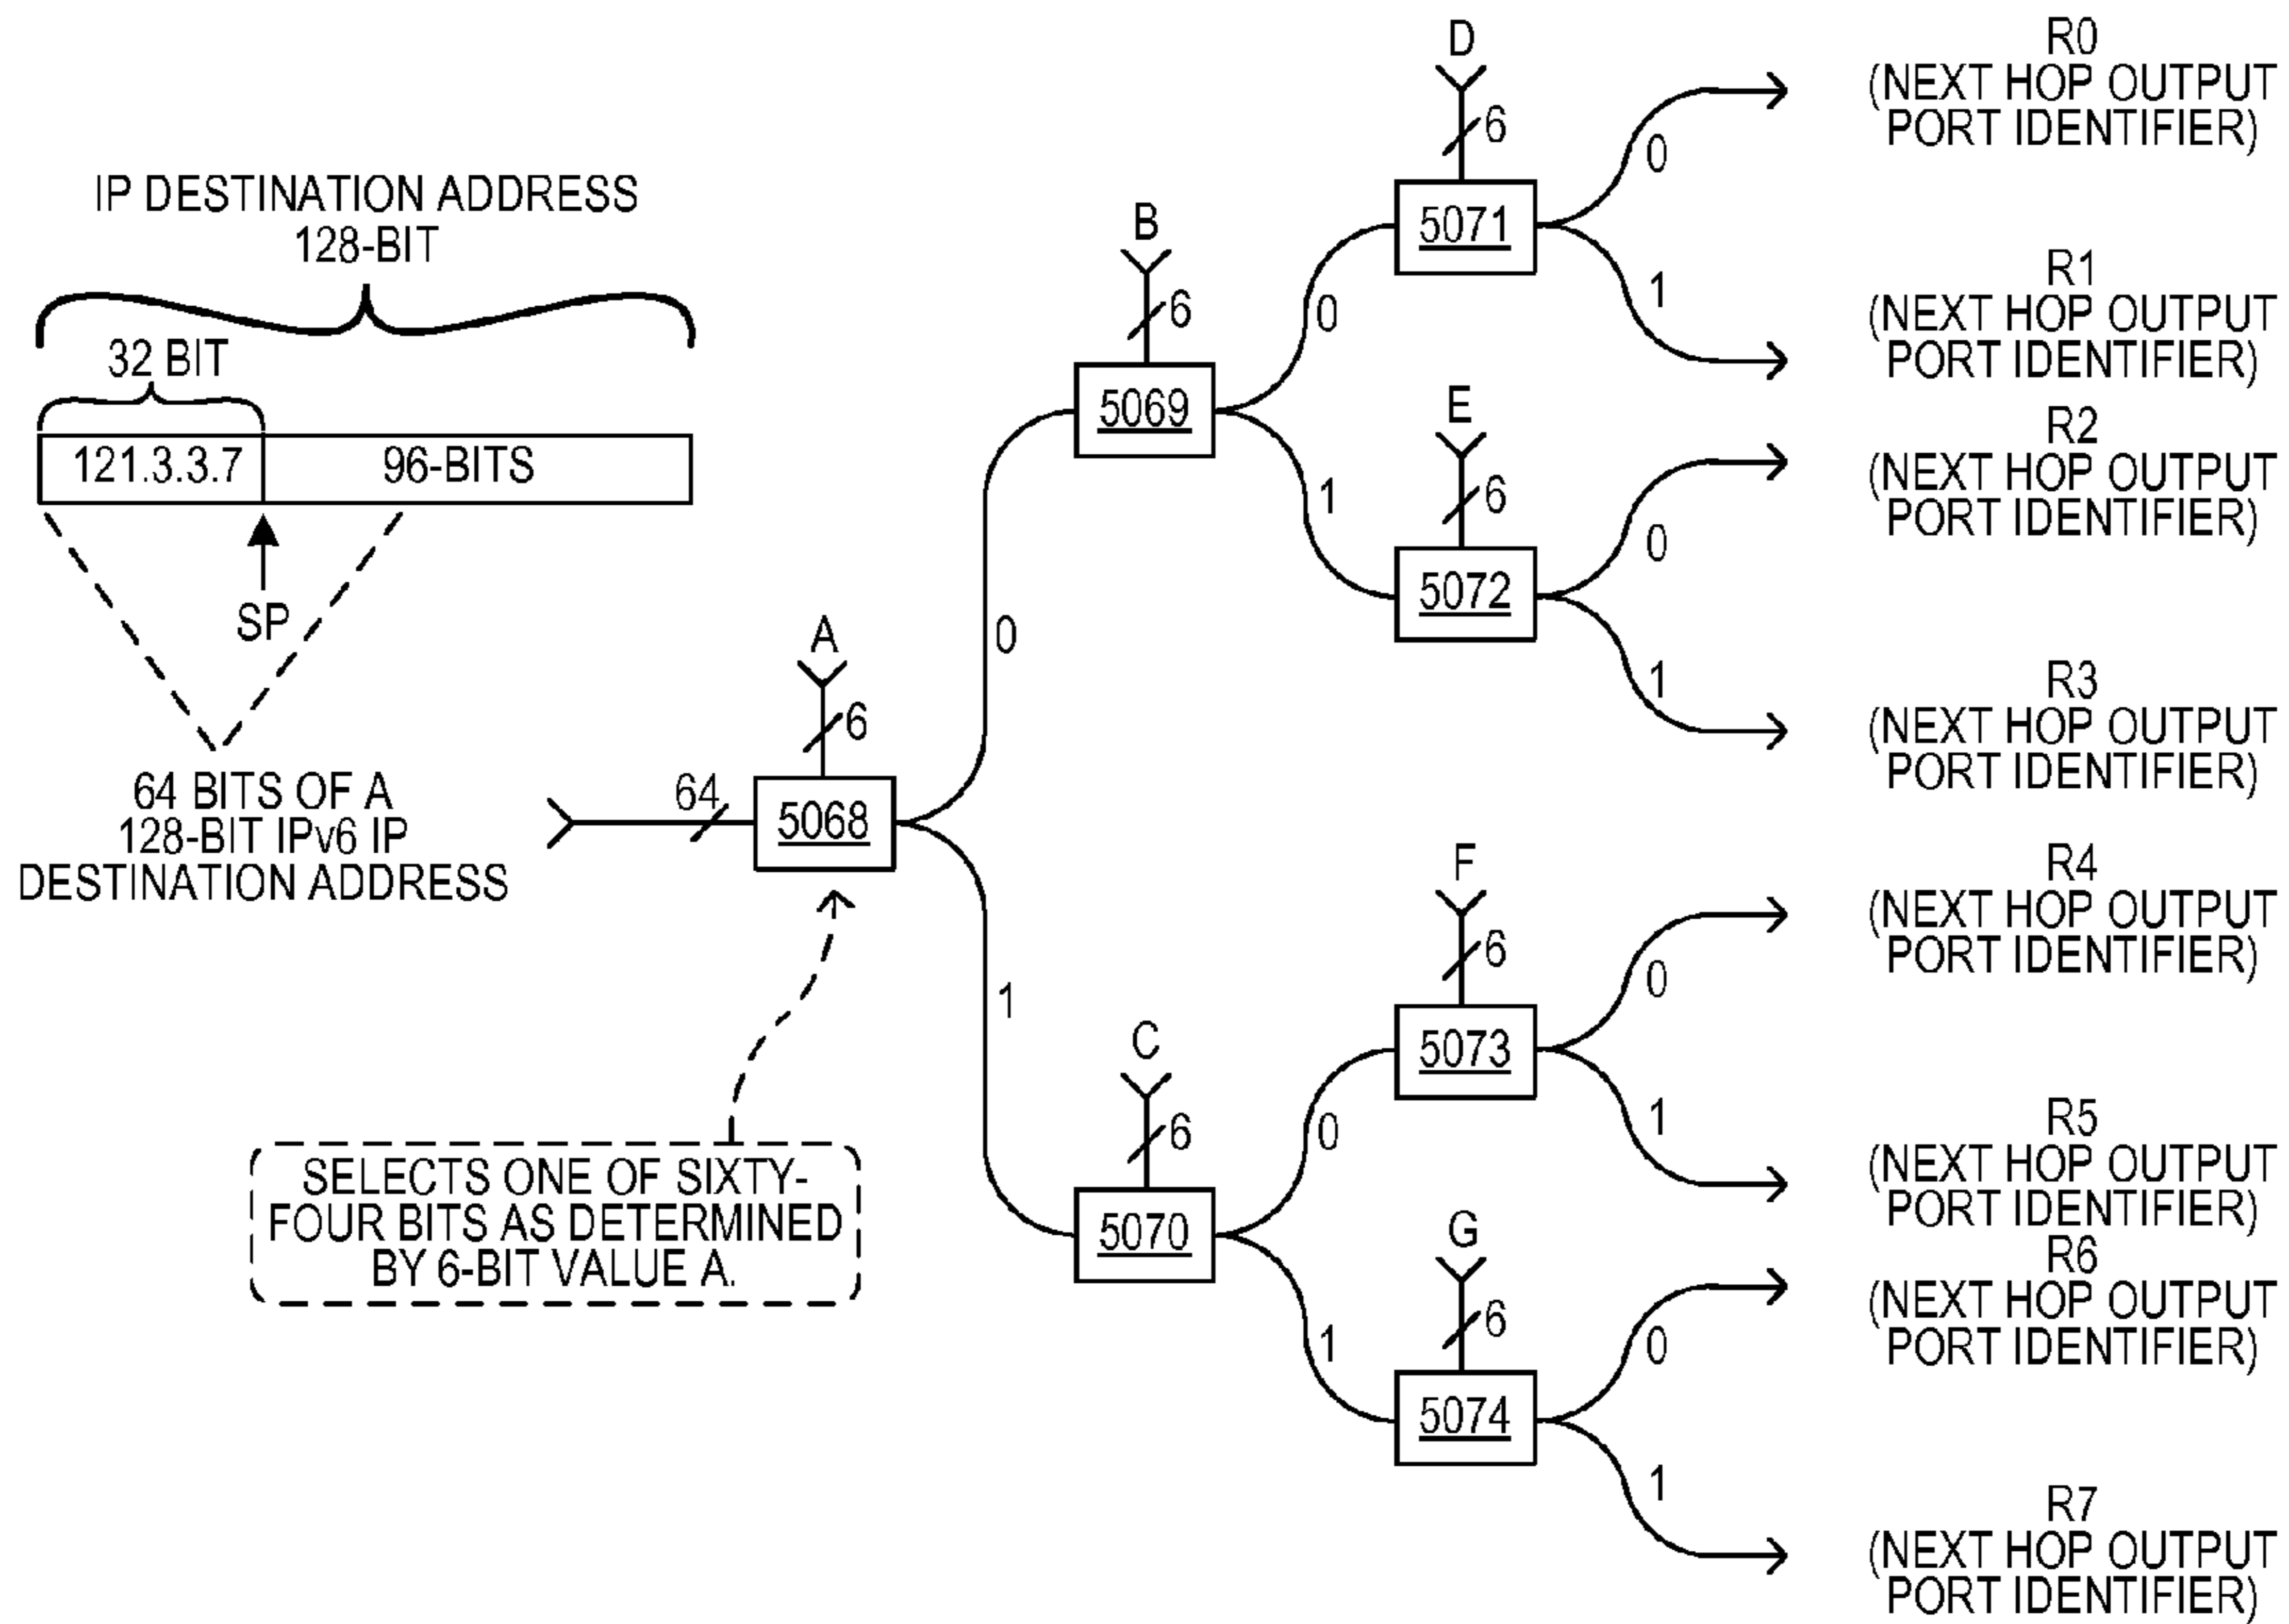 IP DESTINATION ADDRESS
128-BIT
32 BIT
121.3.3.7
96-BITS
SP
64 BITS OF A
128-BIT IPv6 IP
DESTINATION ADDRESS
64
A
6
5068
SELECTS ONE OF SIXTY-
FOUR BITS AS DETERMINED
BY 6-BIT VALUE A.
0
1
B
6
5069
0
1
C
6
5070
0
1
D
6
5071
0
1
E
6
5072
0
1
F
6
5073
0
1
G
6
5074
0
1
R0
(NEXT HOP OUTPUT
PORT IDENTIFIER)
R1
(NEXT HOP OUTPUT
PORT IDENTIFIER)
R2
(NEXT HOP OUTPUT
PORT IDENTIFIER)
R3
(NEXT HOP OUTPUT
PORT IDENTIFIER)
R4
(NEXT HOP OUTPUT
PORT IDENTIFIER)
R5
(NEXT HOP OUTPUT
PORT IDENTIFIER)
R6
(NEXT HOP OUTPUT
PORT IDENTIFIER)
R7
(NEXT HOP OUTPUT
PORT IDENTIFIER)